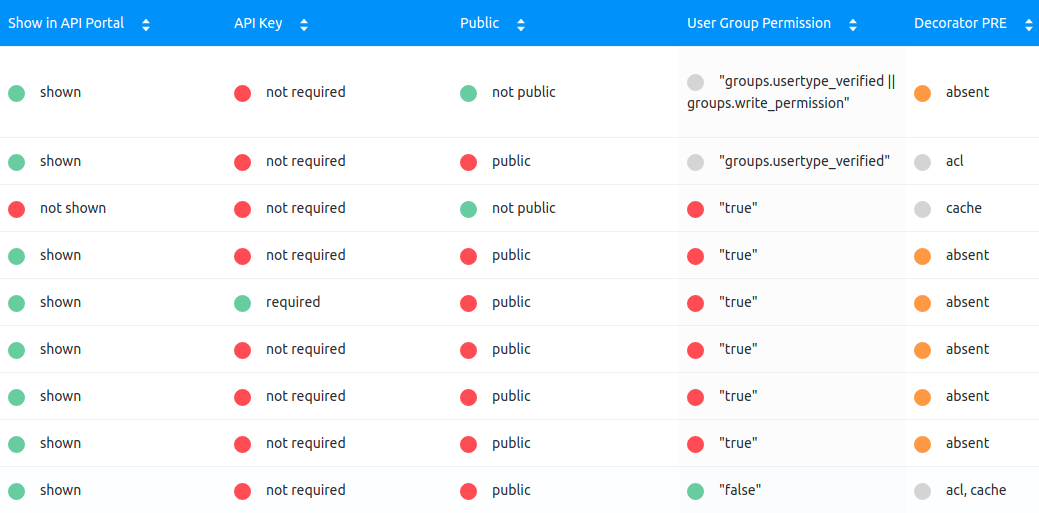 Show in API Portal API Key Public User Group Permission Decorator PRE
shown not required not public "groups.usertype_verified || groups.write_permission" absent
shown not required public "groups.usertype_verified" acl
not shown not required not public "true" cache
shown not required public "true" absent
shown required public "true" absent
shown not required public "true" absent
shown not required public "true" absent
shown not required public "true" absent
shown not required public "false" acl, cache